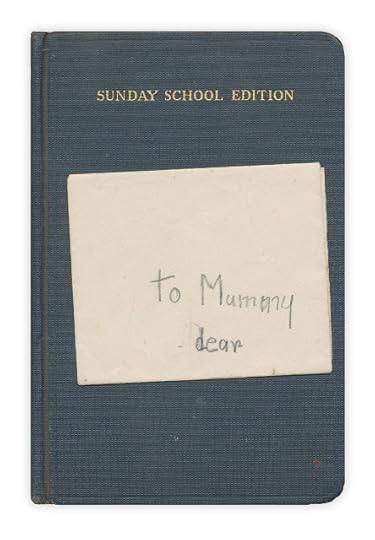 SUNDAY SCHOOL EDITION
to Mummy
dear